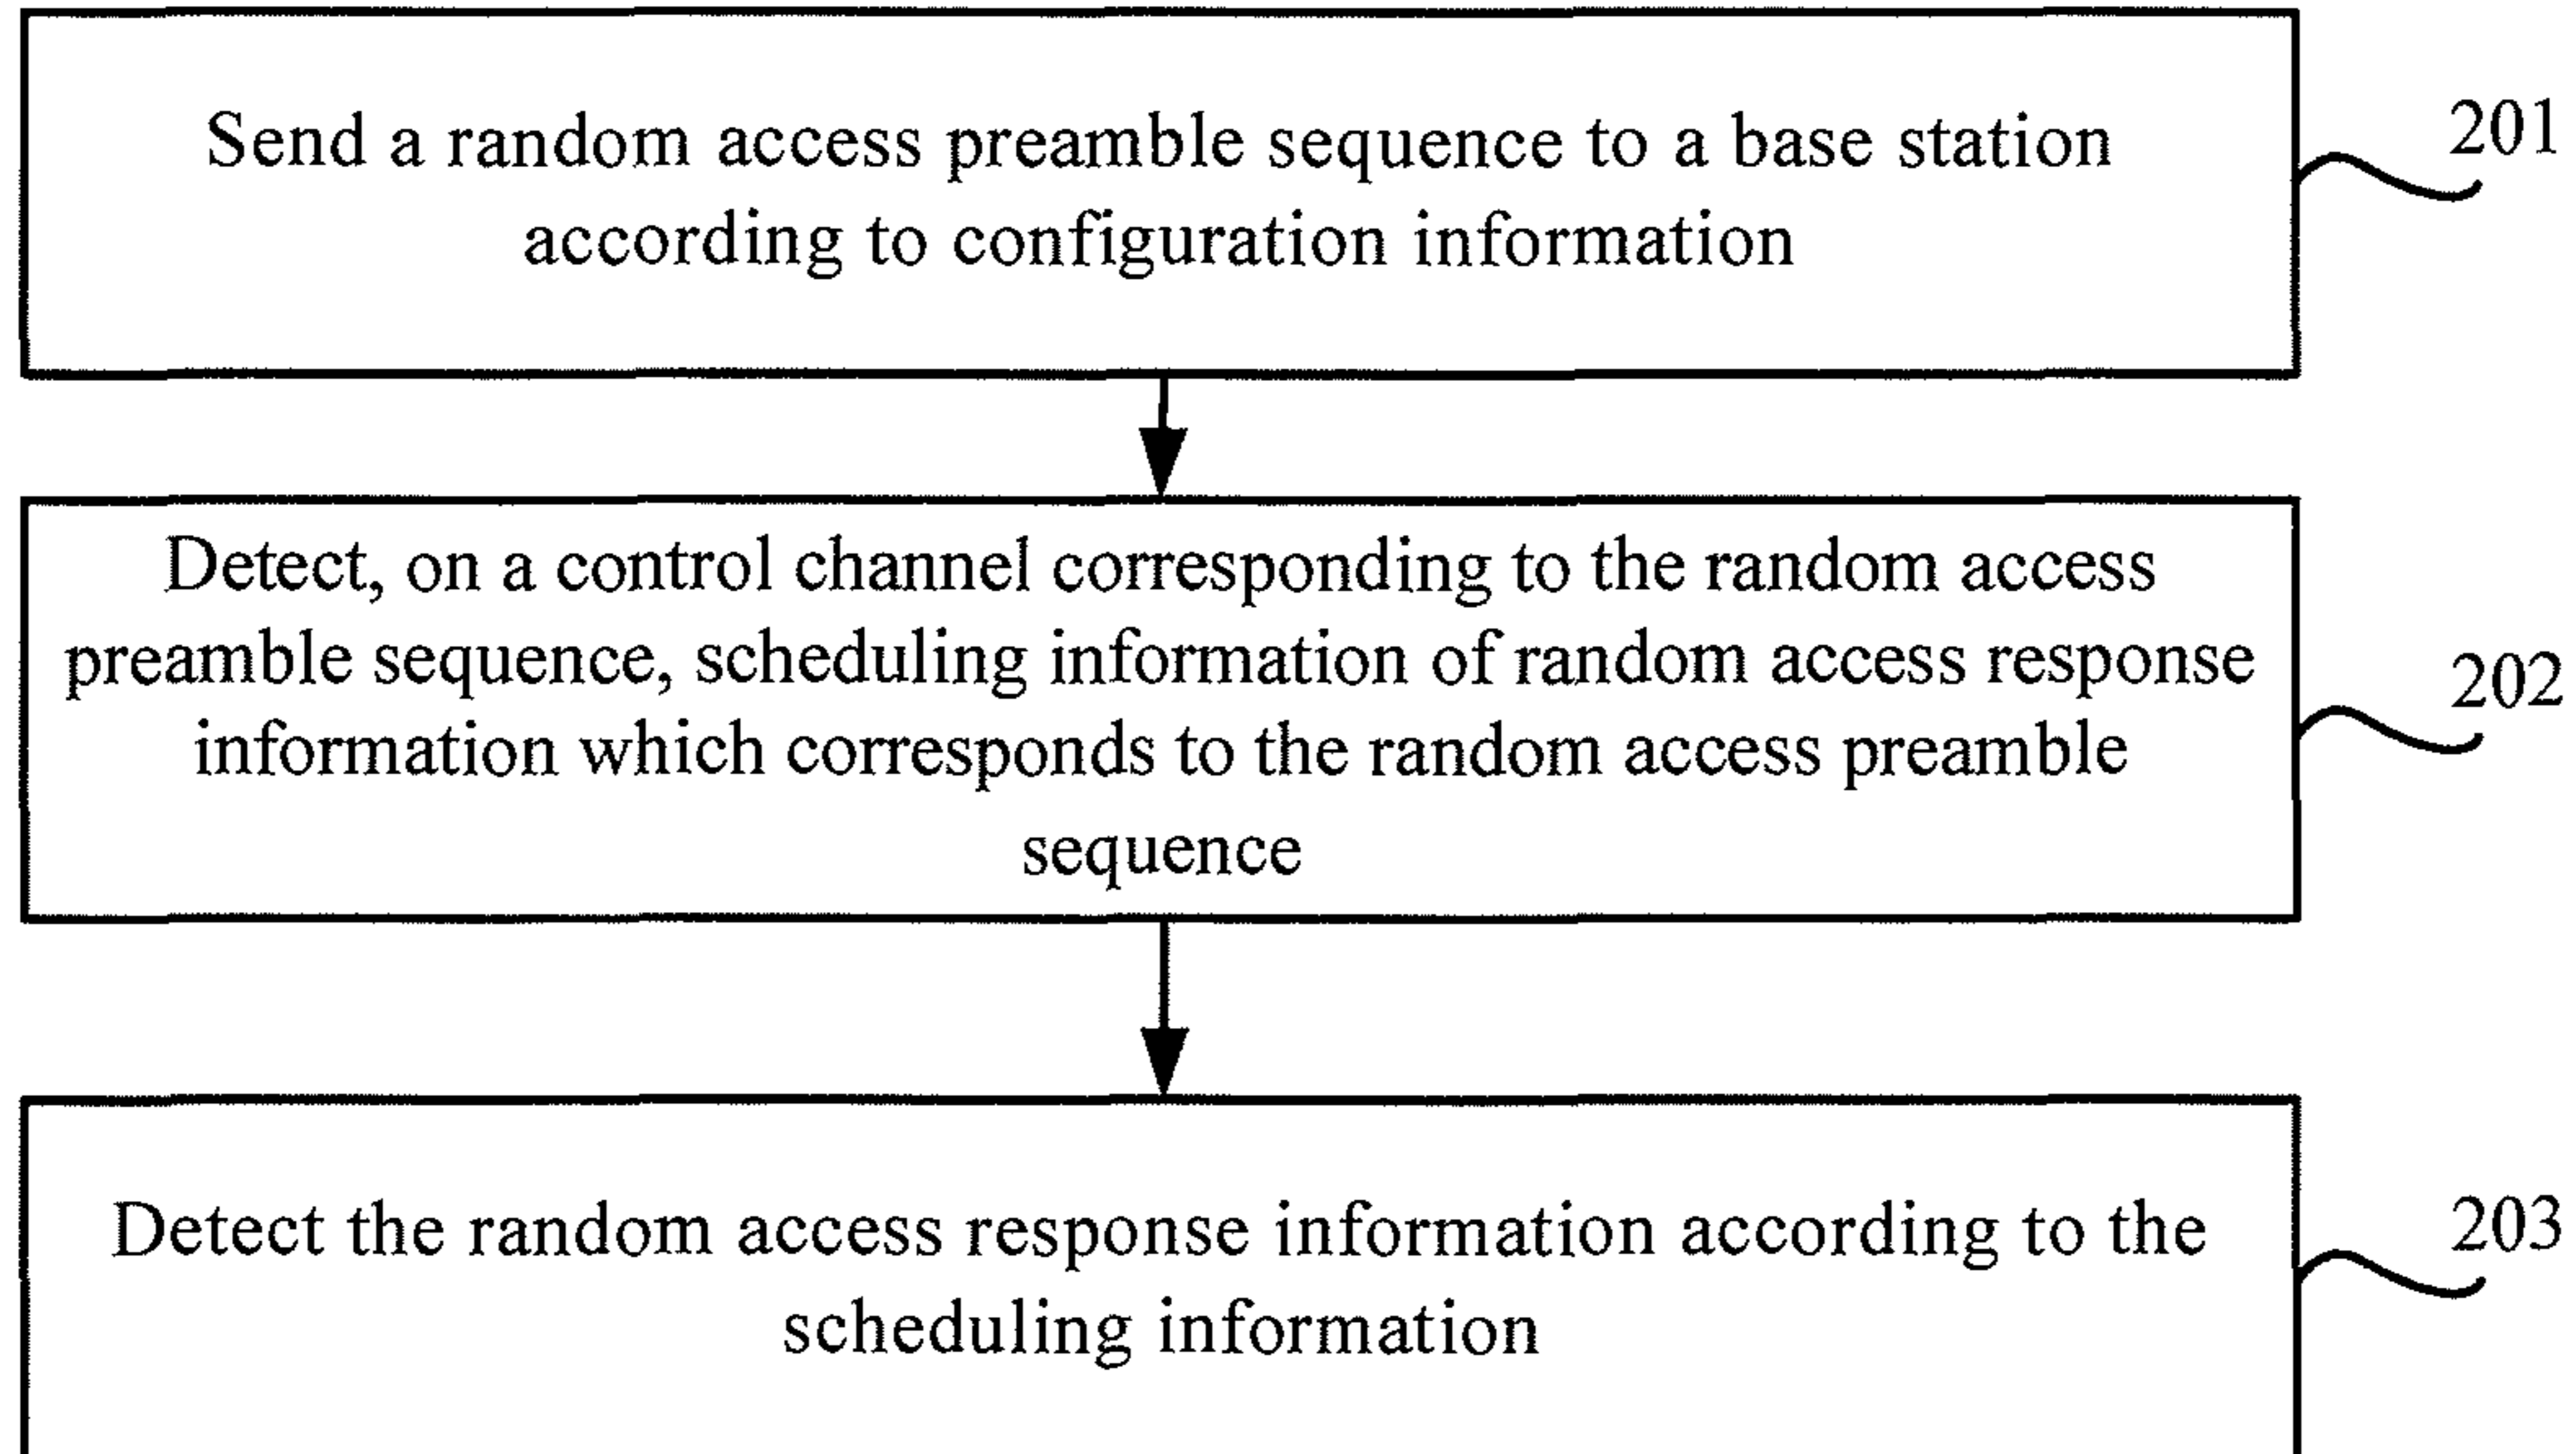 Send a random access preamble sequence to a base station
according to configuration information
201
Detect, on a control channel corresponding to the random access
preamble sequence, scheduling information of random access response
information which corresponds to the random access preamble
sequence
202
Detect the random access response information according to the
scheduling information
203